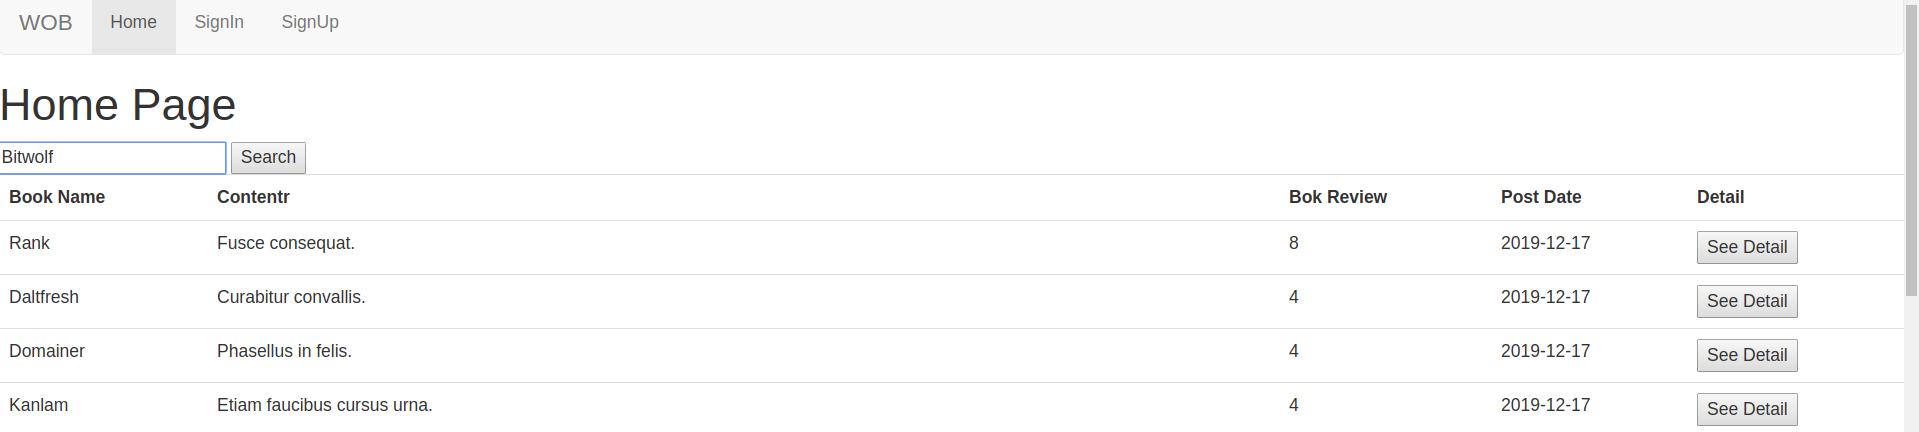 WOB Home SignIn SignUp
Home Page
Bitwolf Search
Book Name Contentr Bok Review Post Date Detail
Rank Fusce consequat. 8 2019-12-17 See Detail
Daltfresh Curabitur convallis. 4 2019-12-17 See Detail
Domainer Phasellus in felis. 4 2019-12-17 See Detail
Kanlam Etiam faucibus cursus urna. 4 2019-12-17 See Detail